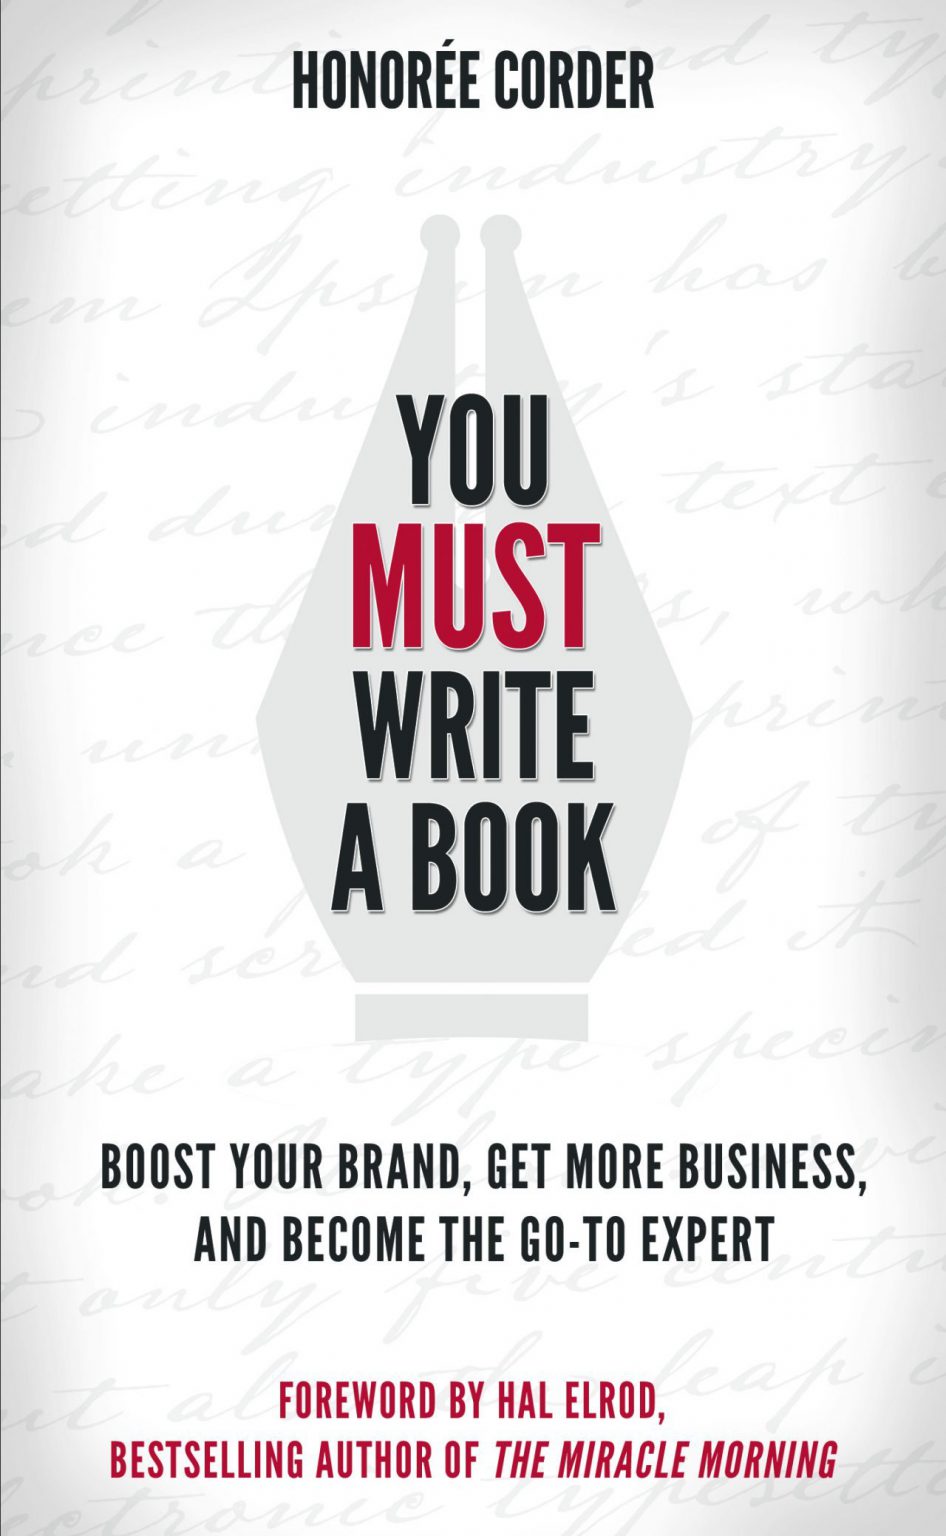 HONORÉE CORDER
YOU
MUST
WRITE
A BOOK
BOOST YOUR BRAND, GET MORE BUSINESS,
AND BECOME THE GO-TO EXPERT
FOREWORD BY HAL ELROD,
BESTSELLING AUTHOR OF THE MIRACLE MORNING